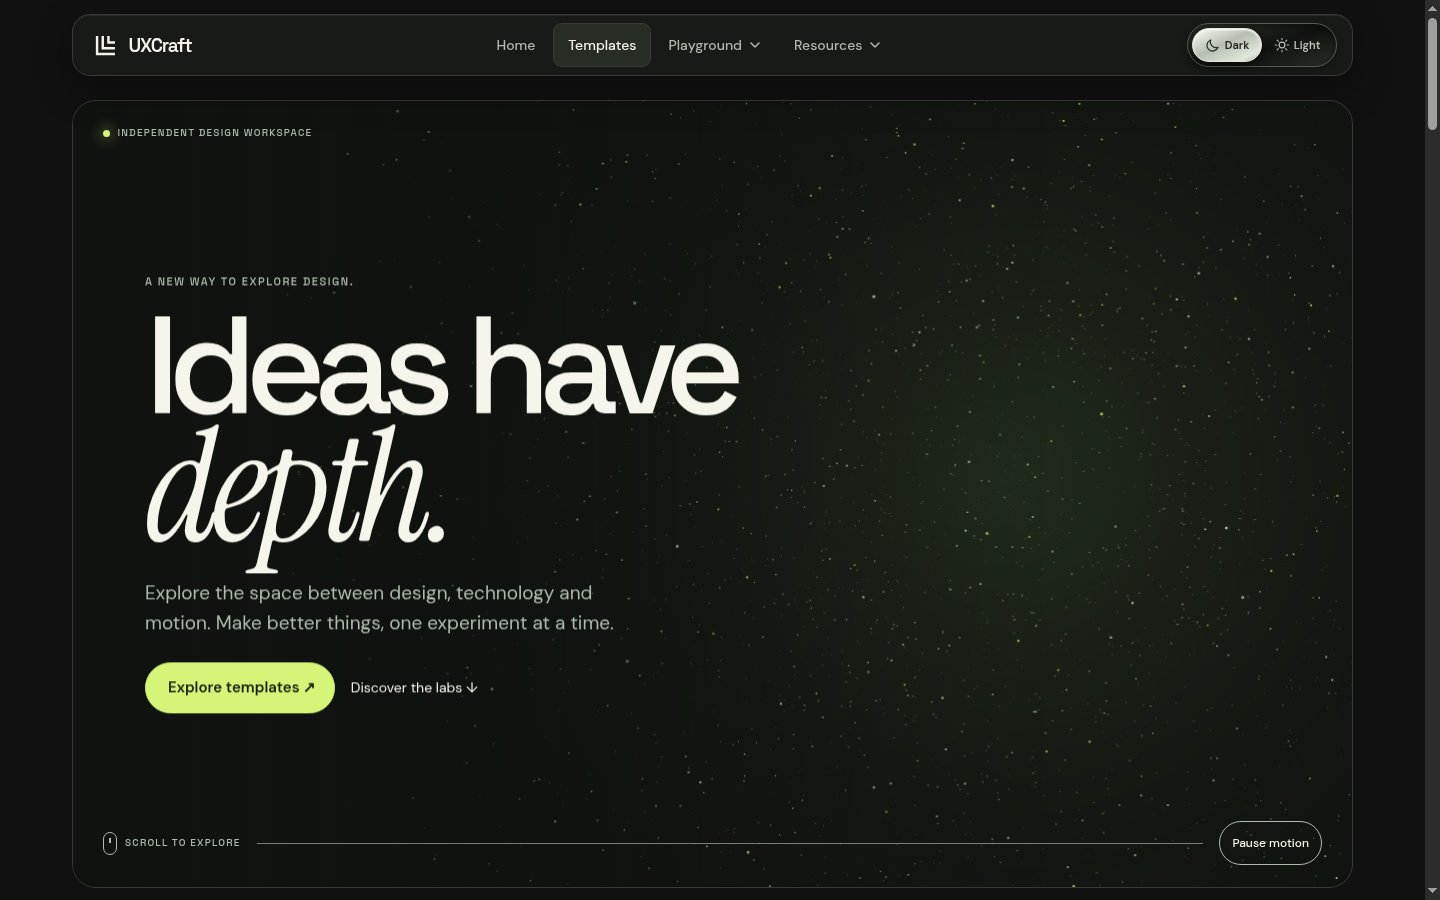 UXCraft
Home
Templates
Playground
Resources
Dark
Light
INDEPENDENT DESIGN WORKSPACE
A NEW WAY TO EXPLORE DESIGN.
Ideas have
depth.
Explore the space between design, technology and
motion. Make better things, one experiment at a time.
Explore templates ↗
Discover the labs ↓
SCROLL TO EXPLORE
Pause motion